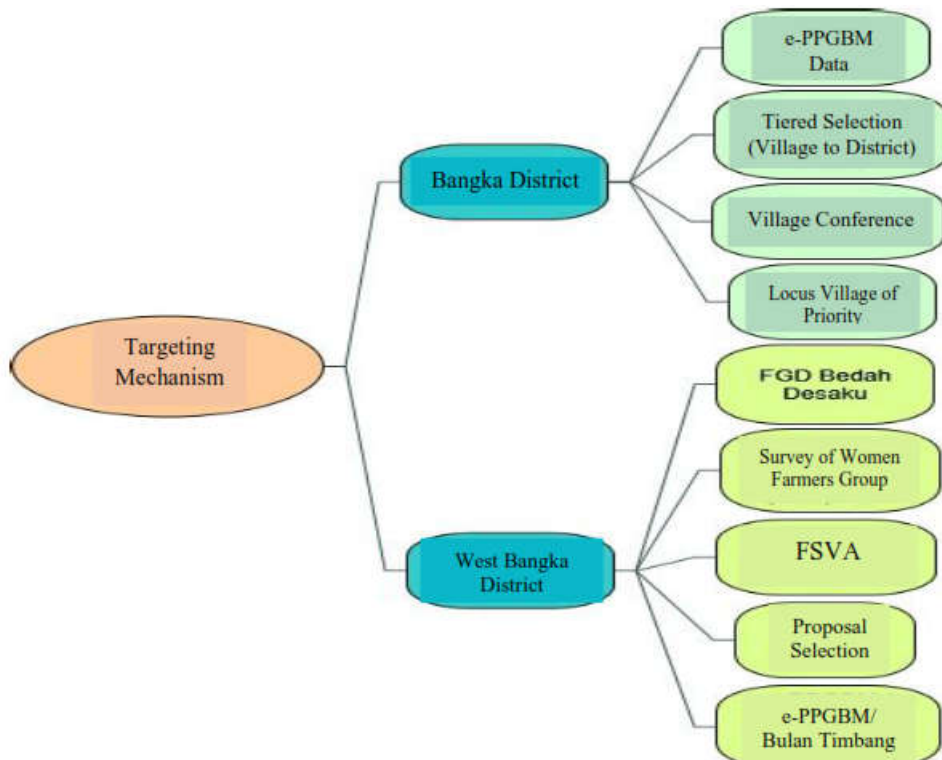 e-PPGBM
Data
Tiered Selection
(Village to District)
Bangka District
Village Conference
Locus Village of
Priority
Targeting
Mechanism
FGD Bedah
Desaku
Survey of Women
Farmers Group
West Bangka
District
FSVA
Proposal
Selection
e-PPGBM/
Bulan Timbang